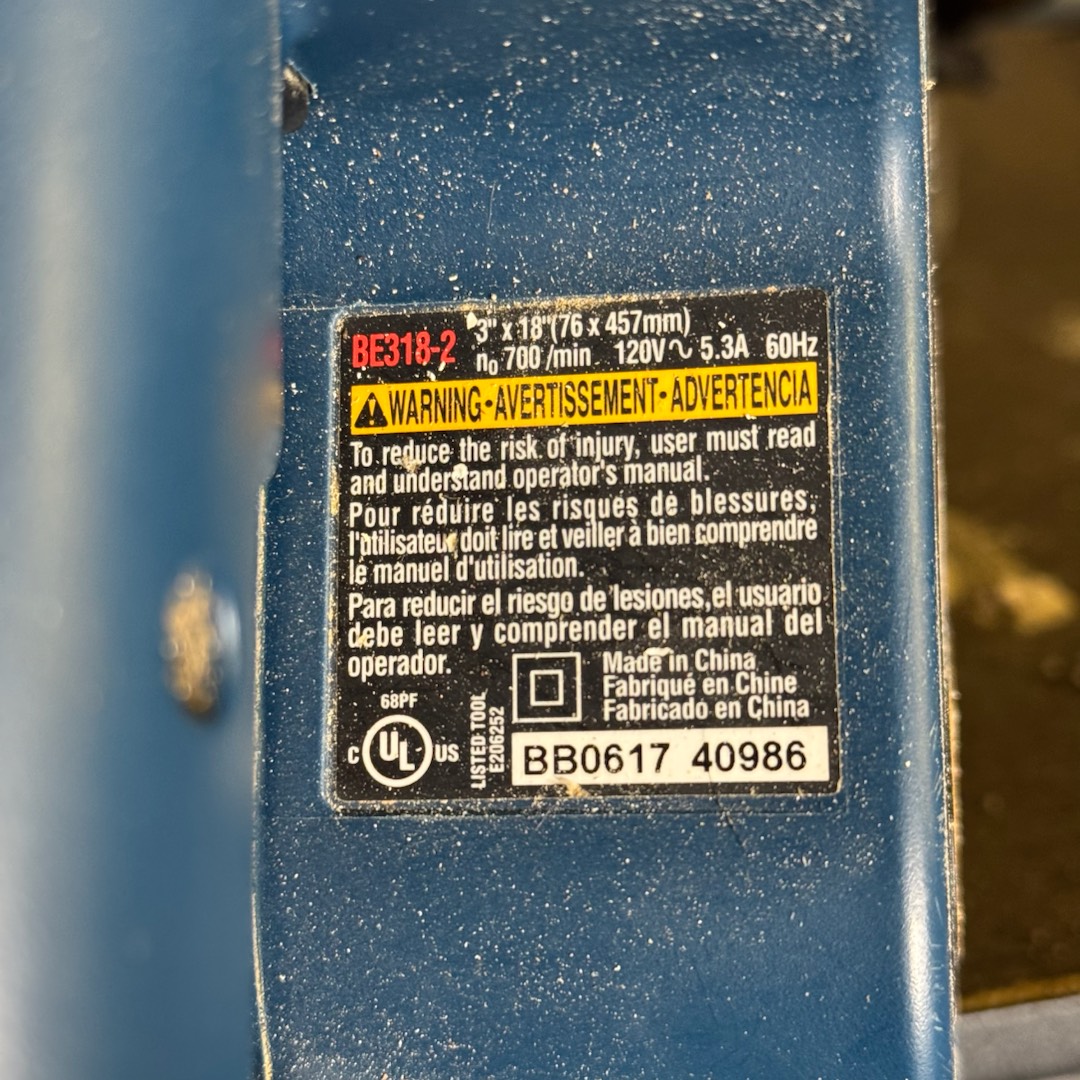 BE318-2 3" x 18"(76 x 457mm)
n₀ 700 /min 120V ∿ 5.3A 60Hz
WARNING•AVERTISSEMENT•ADVERTENCIA
To reduce the risk of injury, user must read
and understand operator's manual.
Pour réduire les risques de blessures,
l'utilisateur doit lire et veiller à bien comprendre
le manuel d'utilisation.
Para reducir el riesgo de lesiones,el usuario
debe leer y comprender el manual del
operador.
Made in China
Fabriqué en Chine
Fabricado en China
68PF
C UL US
LISTED TOOL
E206252
BB0617 40986